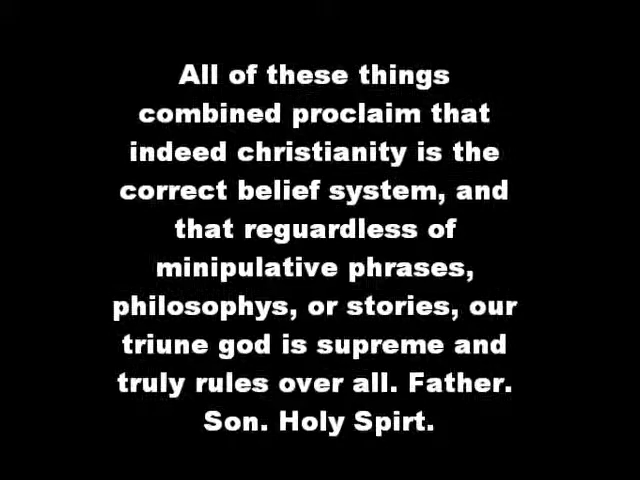 All of these things
combined proclaim that
indeed christianity is the
correct belief system, and
that reguardless of
minipulative phrases,
philosophys, or stories, our
triune god is supreme and
truly rules over all. Father.
Son. Holy Spirt.